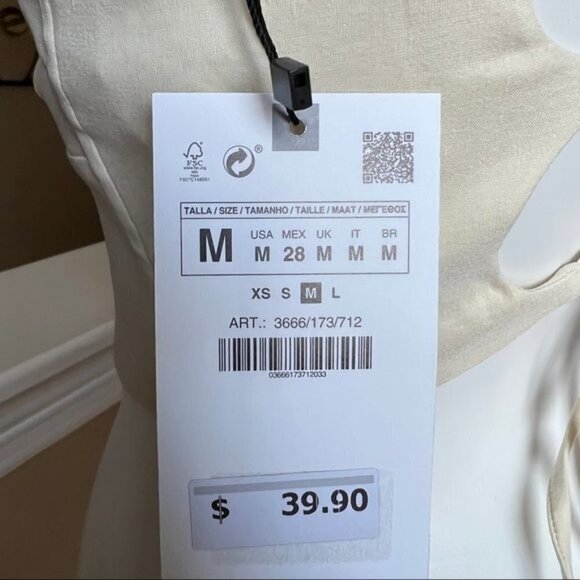 FSC
®
TALLA / SIZE / TAMANHO / TAILLE / MAAT / ΜΕΓΕΘΟΣ
M
USA MEX UK IT BR
M 28 M M M
XS S M L
ART.: 3666/173/712
03666173712033
$ 39.90